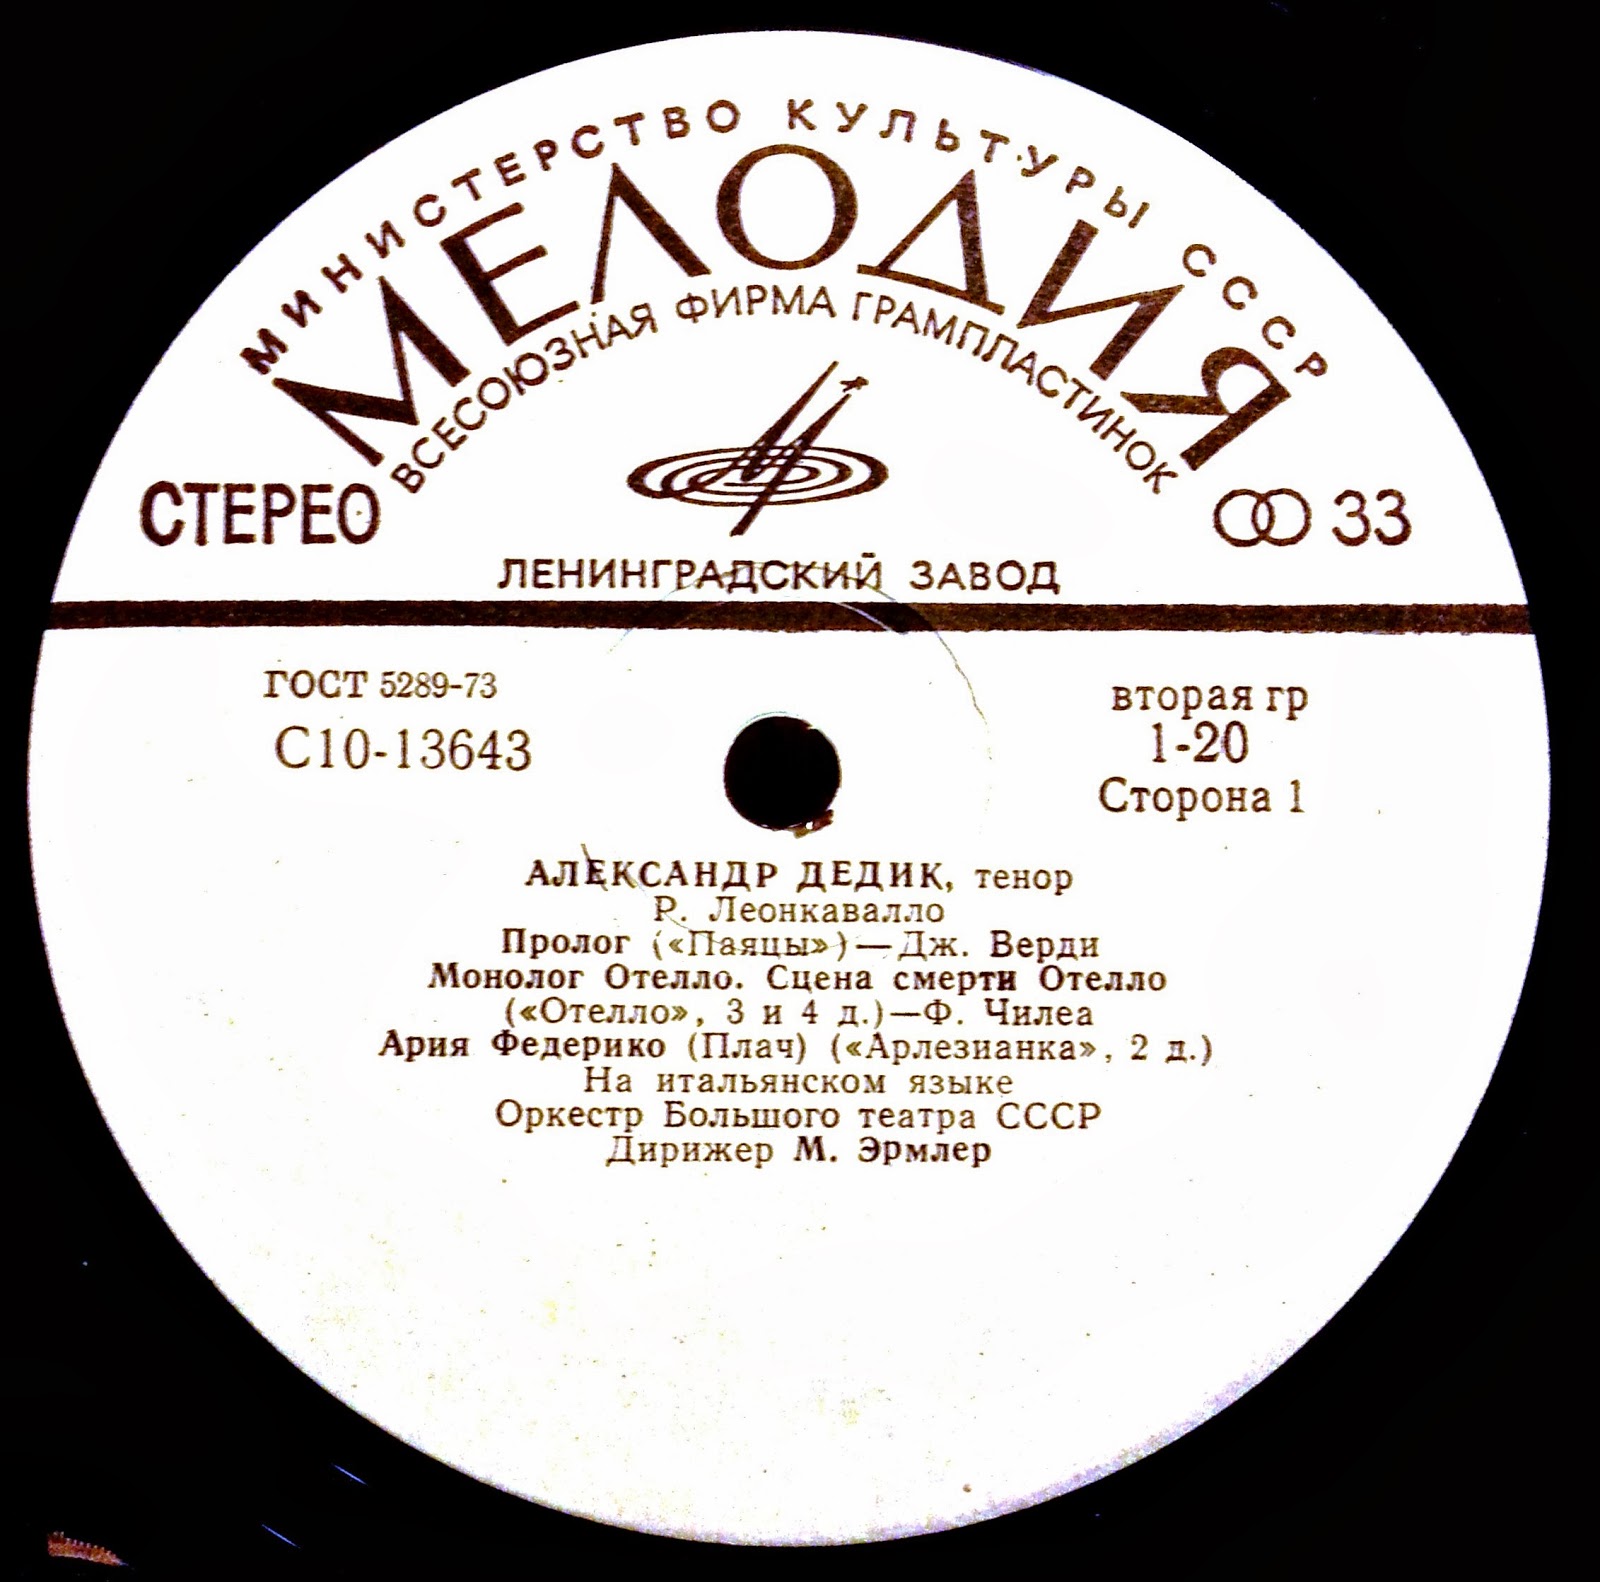 МИНИСТЕРСТВО КУЛЬТУРЫ СССР
МЕЛОДИЯ
ВСЕСОЮЗНАЯ ФИРМА ГРАМПЛАСТИНОК
СТЕРЕО
33
ЛЕНИНГРАДСКИЙ ЗАВОД
ГОСТ 5289-73
С10-13643
вторая гр
1-20
Сторона 1
АЛЕКСАНДР ДЕДИК, тенор
Р. Леонкавалло
Пролог («Паяцы»)—Дж. Верди
Монолог Отелло. Сцена смерти Отелло
(«Отелло», 3 и 4 д.)—Ф. Чилеа
Ария Федерико (Плач) («Арлезианка», 2 д.)
На итальянском языке
Оркестр Большого театра СССР
Дирижер М. Эрмлер